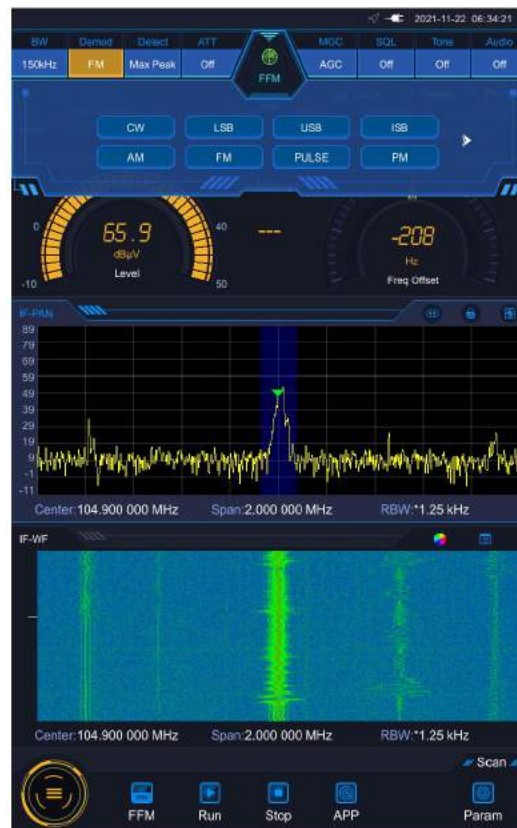 2021-11-22 06:34:21
BW Demod Detect ATT MGC SQL Tone Audio
150kHz FM Max Peak Off FFM AGC Off Off Off
CW LSB USB ISB
AM FM PULSE PM
0 40
65.9
dBμV
Level
-10 50
---
-208
Hz
Freq Offset
IF-PAN
89
79
69
59
49
39
29
19
9
-1
-11
Center:104.900 000 MHz Span:2.000 000 MHz RBW:*1.25 kHz
IF-WF
Center:104.900 000 MHz Span:2.000 000 MHz RBW:*1.25 kHz
Scan
FFM Run Stop APP Param